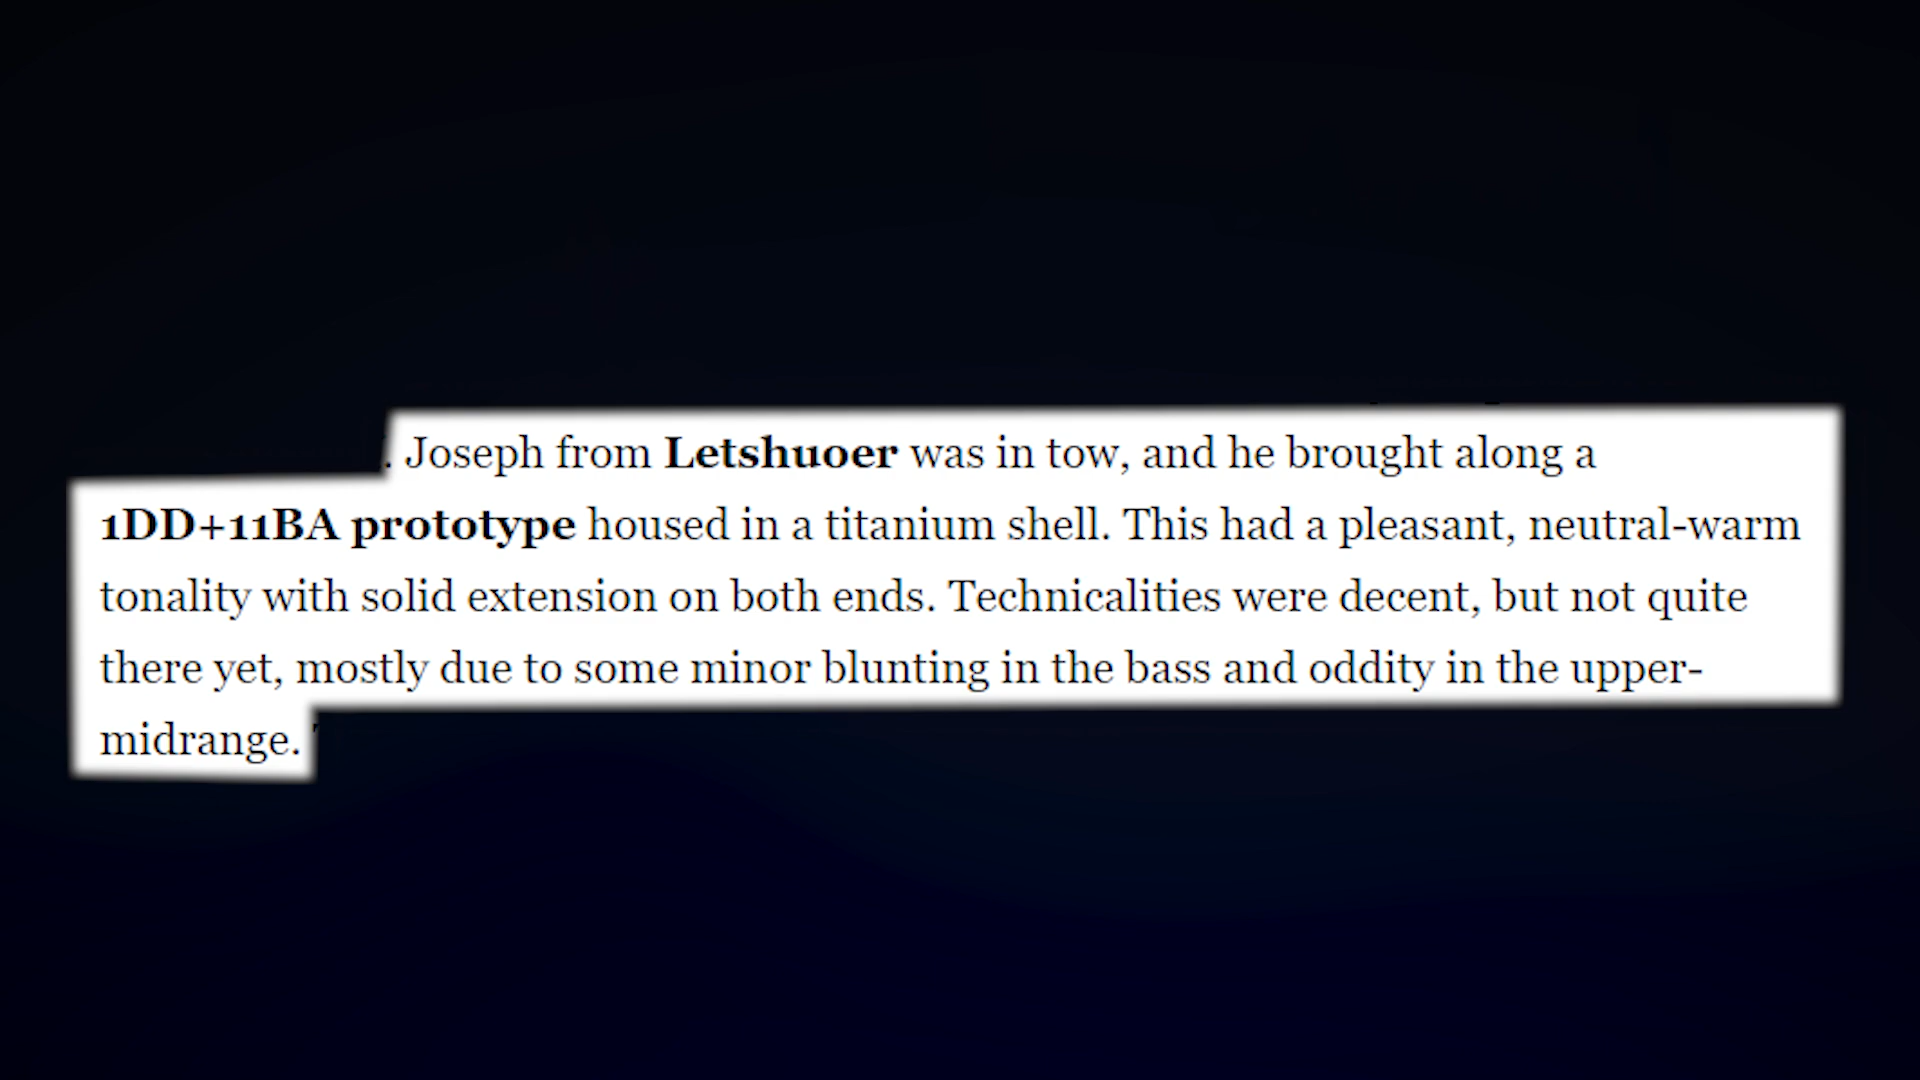 . Joseph from Letshuoer was in tow, and he brought along a
1DD+11BA prototype housed in a titanium shell. This had a pleasant, neutral-warm
tonality with solid extension on both ends. Technicalities were decent, but not quite
there yet, mostly due to some minor blunting in the bass and oddity in the upper-
midrange.